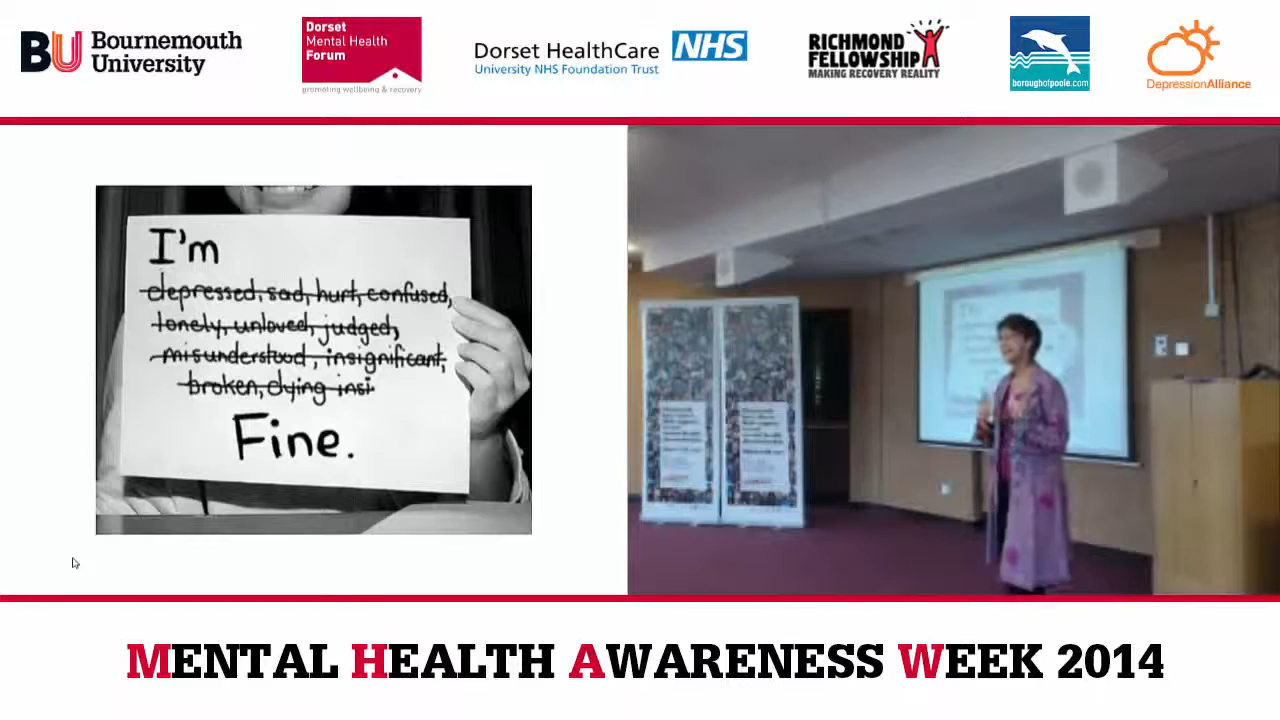 BU Bournemouth
University
Dorset
Mental Health
Forum
promoting wellbeing & recovery
Dorset HealthCare NHS
University NHS Foundation Trust
RICHMOND
FELLOWSHIP
MAKING RECOVERY REALITY
boroughofpoole.com
DepressionAlliance
I'm
depressed, sad, hurt, confused,
lonely, unloved, judged,
misunderstood, insignificant,
broken, dying insi
Fine.
MENTAL HEALTH AWARENESS WEEK 2014